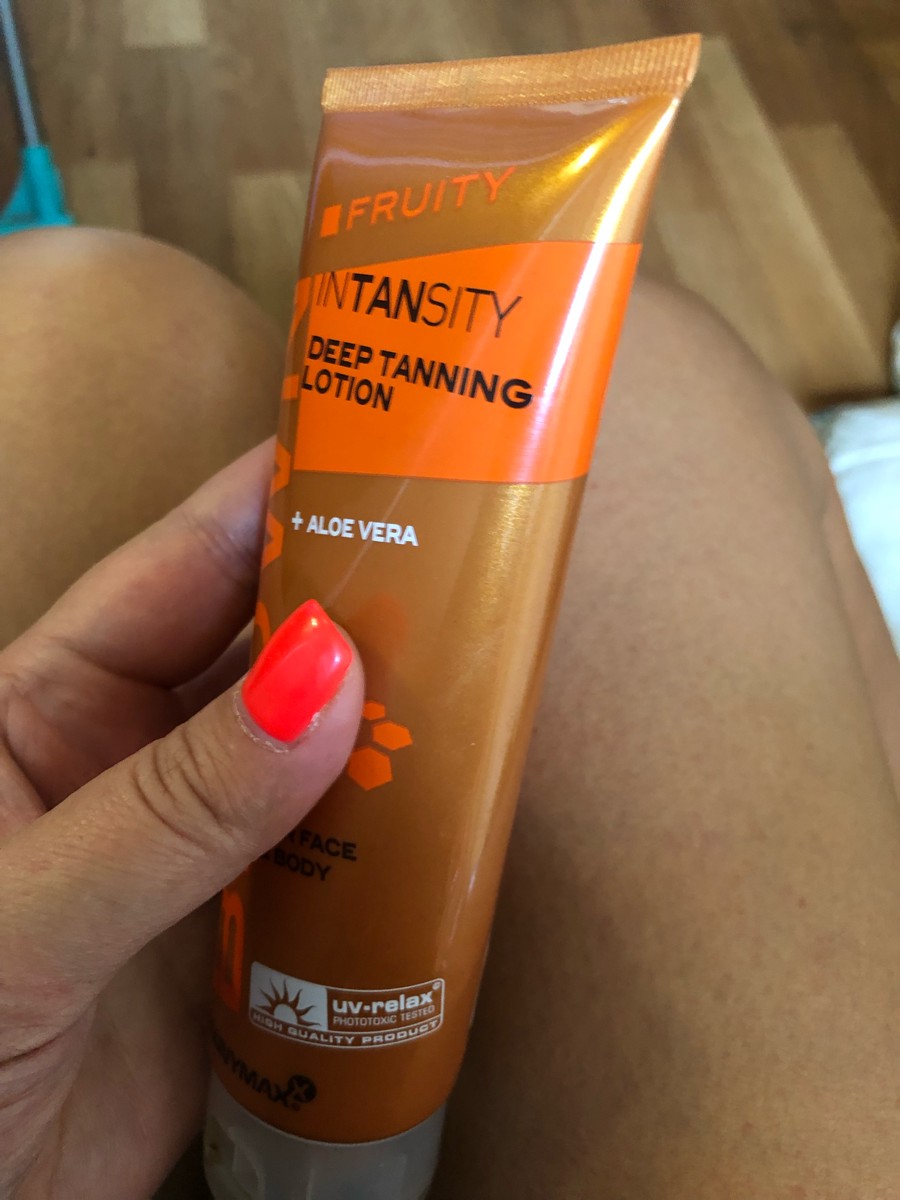 FRUITY
INTANSITY
DEEP TANNING
LOTION
+ ALOE VERA
FACE
BODY
uv-relax®
PHOTOTOXIC TESTED
HIGH QUALITY PRODUCT